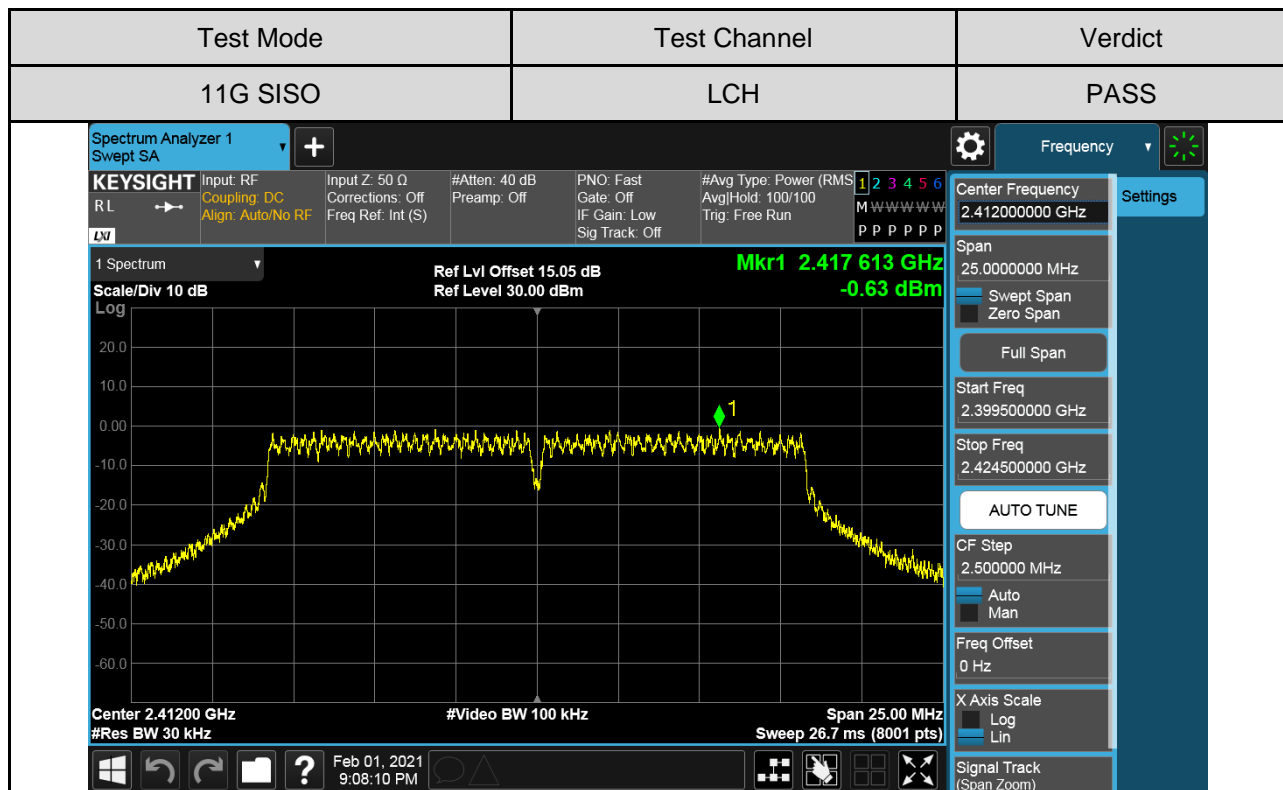 Test Mode Test Channel Verdict
11G SISO LCH PASS
Spectrum Analyzer 1
Swept SA
+
Frequency
KEYSIGHT Input: RF Input Z: 50 Ω #Atten: 40 dB PNO: Fast #Avg Type: Power (RMS 1 2 3 4 5 6
R L Coupling: DC Corrections: Off Preamp: Off Gate: Off Avg|Hold: 100/100 M W W W W W
Align: Auto/No RF Freq Ref: Int (S) IF Gain: Low Trig: Free Run
LXI Sig Track: Off P P P P P P
1 Spectrum Ref Lvl Offset 15.05 dB Mkr1 2.417 613 GHz
Scale/Div 10 dB Ref Level 30.00 dBm -0.63 dBm
Log
20.0
10.0
1
0.00
-10.0
-20.0
-30.0
-40.0
-50.0
-60.0
Center 2.41200 GHz #Video BW 100 kHz Span 25.00 MHz
#Res BW 30 kHz Sweep 26.7 ms (8001 pts)
?
Feb 01, 2021
9:08:10 PM
Center Frequency
2.412000000 GHz
Settings
Span
25.0000000 MHz
Swept Span
Zero Span
Full Span
Start Freq
2.399500000 GHz
Stop Freq
2.424500000 GHz
AUTO TUNE
CF Step
2.500000 MHz
Auto
Man
Freq Offset
0 Hz
X Axis Scale
Log
Lin
Signal Track
(Span Zoom)